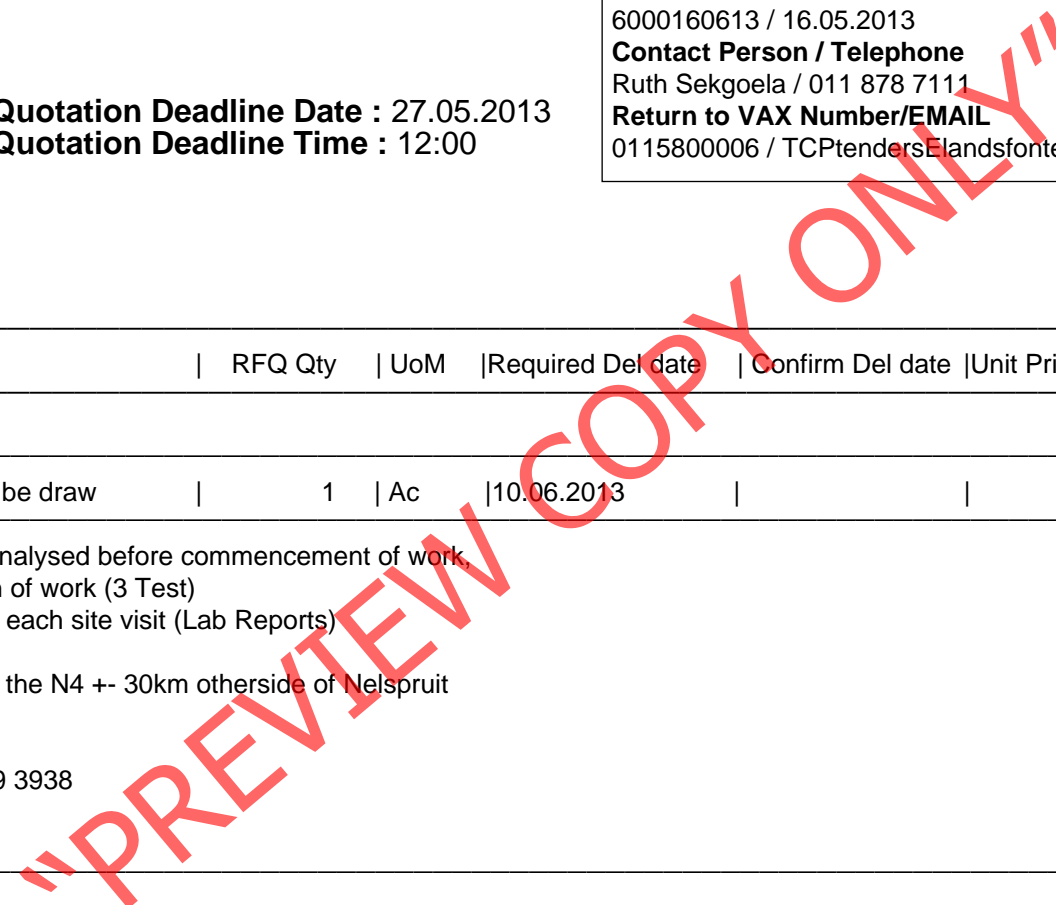 6000160613 / 16.05.2013
Contact Person / Telephone
Ruth Sekgoela / 011 878 7111
Return to VAX Number/EMAIL
0115800006 / TCPtendersElandsfonte
Quotation Deadline Date : 27.05.2013
Quotation Deadline Time : 12:00
| RFQ Qty | UoM |Required Del date | Confirm Del date |Unit Pri
be draw | 1 | Ac |10.06.2013 | |
nalysed before commencement of work,
n of work (3 Test)
each site visit (Lab Reports)
the N4 +- 30km otherside of Nelspruit
9 3938
"PREVIEW COPY ONLY"